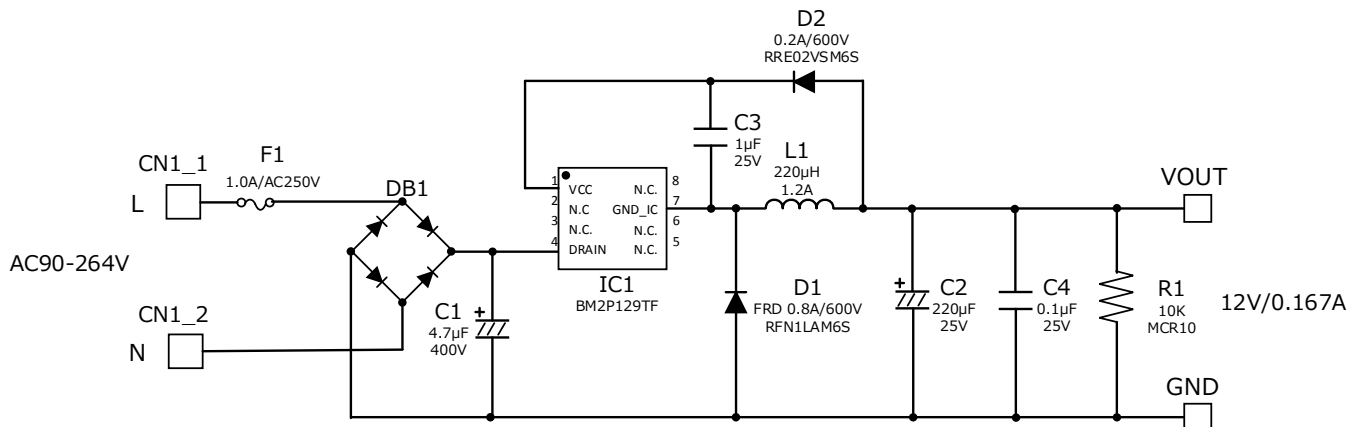 D2
0.2A/600V
RRE02VSM6S
C3
1µF
25V
L1
220µH
1.2A
CN1_1
F1
1.0A/AC250V
L
DB1
1
VCC
N.C.
8
2
N.C
GND_IC
7
3
N.C.
N.C.
6
4
DRAIN
N.C.
5
IC1
BM2P129TF
VOUT
AC90-264V
CN1_2
N
C1
+
4.7µF
400V
D1
FRD 0.8A/600V
RFN1LAM6S
+
C2
220µF
25V
C4
0.1µF
25V
R1
10K
MCR10
12V/0.167A
GND